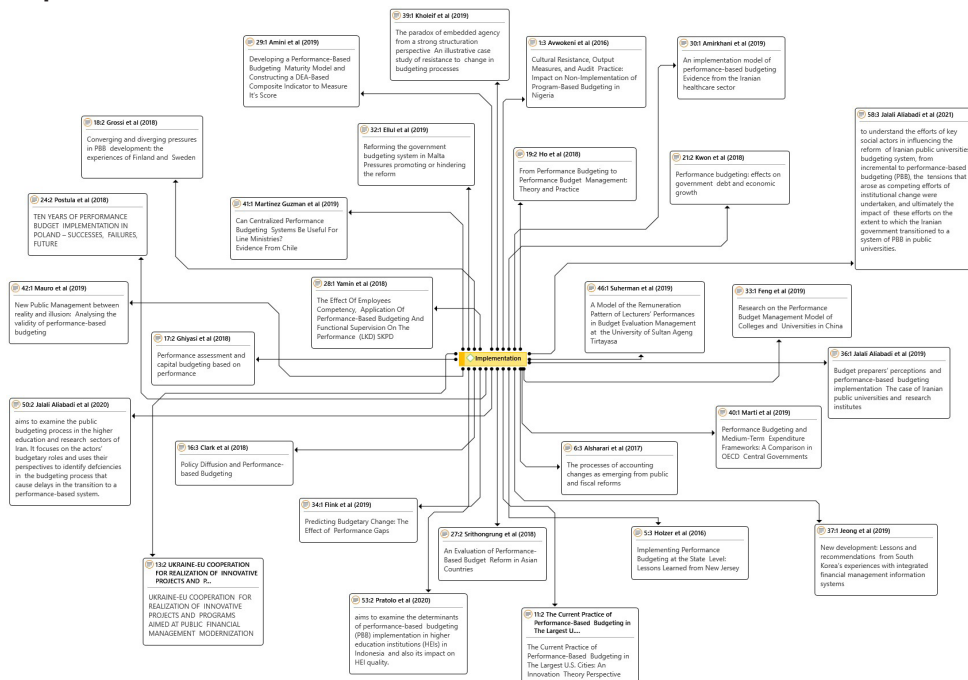 39:1 Kholeif et al (2019)
The paradox of embedded agency
from a strong structuration
perspective  An illustrative case
study of resistance  to  change in
budgeting processes
29:1 Amini et al (2019)
Developing a Performance-Based
Budgeting  Maturity Model and
Constructing a DEA-Based
Composite Indicator to Measure
It's Score
1:3 Avwokeni et al (2016)
Cultural Resistance, Output
Measures, and Audit  Practice:
Impact on Non-Implementation of
Program-Based Budgeting in
Nigeria
30:1 Amirkhani et al (2019)
An implementation model of
performance-based budgeting
Evidence from the Iranian
healthcare sector
58:3 Jalali Aliabadi et al (2021)
to understand the efforts of key
social actors in influencing the
reform  of Iranian public universities
budgeting system, from
incremental to performance-based
budgeting (PBB), the tensions that
arose as competing efforts of
institutional change were
undertaken, and ultimately the
impact of  these efforts on the
extent to which the Iranian
government transitioned to a
system of PBB in public
universities.
18:2 Grossi et al (2018)
Converging and diverging pressures
in PBB  development: the
experiences of Finland and  Sweden
32:1 Ellul et al (2019)
Reforming the government
budgeting system in Malta
Pressures promoting or hindering
the reform
19:2 Ho et al (2018)
From Performance Budgeting to
Performance Budget  Management:
Theory and Practice
21:2 Kwon et al (2018)
Performance budgeting: effects on
government  debt and economic
growth
24:2 Postula et al (2018)
TEN YEARS OF PERFORMANCE
BUDGET  IMPLEMENTATION IN
POLAND – SUCCESSES, FAILURES,
FUTURE
41:1 Martinez Guzman et al (2019)
Can Centralized Performance
Budgeting  Systems Be Useful For
Line Ministries?
Evidence From Chile
42:1 Mauro et al (2019)
New Public Management between
reality and illusion:  Analysing the
validity of performance-based
budgeting
28:1 Yamin et al (2018)
The Effect Of Employees
Competency,  Application Of
Performance-Based Budgeting And
Functional Supervision On The
Performance  (LKD) SKPD
46:1 Suherman et al (2019)
A Model of the Remuneration
Pattern of Lecturers' Performances
in Budget Evaluation Management
at  the University of Sultan Ageng
Tirtayasa
33:1 Feng et al (2019)
Research on the Performance
Budget Management Model of
Colleges and  Universities in China
17:2 Ghiyasi et al (2018)
Performance assessment and
capital budgeting based on
performance
Implementation
36:1 Jalali Aliabadi et al (2019)
Budget preparers' perceptions and
performance-based budgeting
implementation  The case of Iranian
public universities and research
institutes
50:2 Jalali Aliabadi et al (2020)
aims to examine the public
budgeting process in the higher
education and research sectors of
Iran. It focuses on the actors'
budgetary roles and uses their
perspectives to identify defciencies
in  the budgeting process that
cause delays in the transition to a
performance-based system.
16:3 Clark et al (2018)
Policy Diffusion and Performance-
based Budgeting
6:3 Alsharari et al (2017)
The processes of accounting
changes as emerging from public
and fiscal reforms
40:1 Marti et al (2019)
Performance Budgeting and
Medium-Term  Expenditure
Frameworks: A Comparison in
OECD  Central Governments
34:1 Flink et al (2019)
Predicting Budgetary Change: The
Effect of  Performance Gaps
27:2 Srithongrung et al (2018)
An Evaluation of Performance-
Based Budget  Reform in Asian
Countries
5:3 Holzer et al (2016)
Implementing Performance
Budgeting at the State  Level:
Lessons Learned from New Jersey
37:1 Jeong et al (2019)
New development: Lessons and
recommendations  from South
Korea's experiences with integrated
financial management information
systems
13:2 UKRAINE-EU COOPERATION
FOR REALIZATION OF  INNOVATIVE
PROJECTS AND  P...
UKRAINE-EU COOPERATION  FOR
REALIZATION OF  INNOVATIVE
PROJECTS AND  PROGRAMS
AIMED AT PUBLIC  FINANCIAL
MANAGEMENT MODERNIZATION
53:2 Pratolo et al (2020)
aims to examine the determinants
of performance-based  budgeting
(PBB) implementation in higher
education institutions (HEIs) in
Indonesia  and also its impact on
HEI quality.
11:2 The Current Practice of
Performance-Based  Budgeting in
The Largest U....
The Current Practice of
Performance-Based  Budgeting in
The Largest U.S. Cities: An
Innovation Theory Perspective